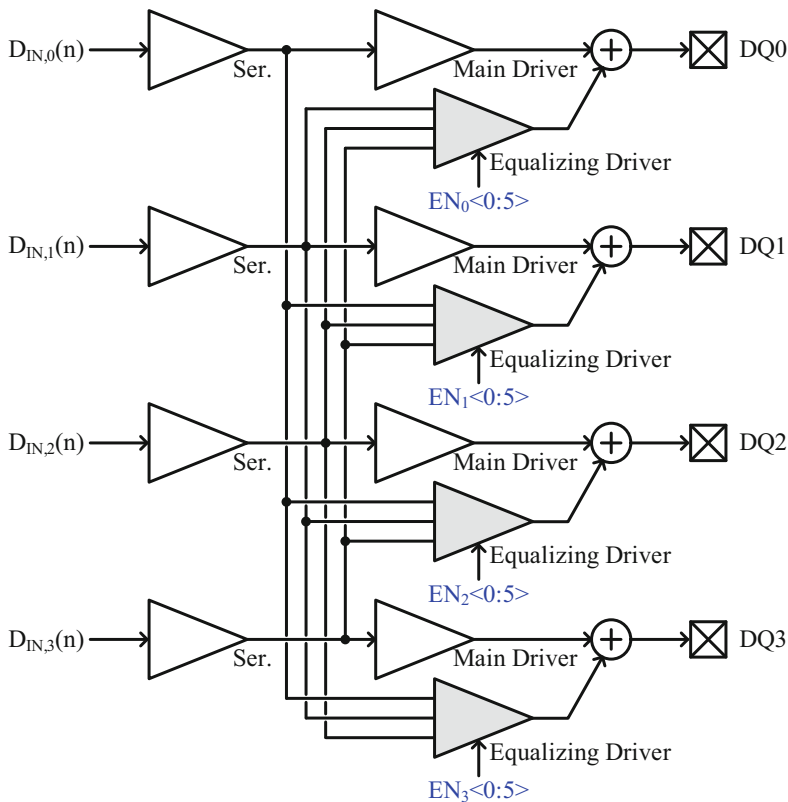 D_IN,0(n)
Ser.
Main Driver
DQ0
Equalizing Driver
EN_0<0:5>
D_IN,1(n)
Ser.
Main Driver
DQ1
Equalizing Driver
EN_1<0:5>
D_IN,2(n)
Ser.
Main Driver
DQ2
Equalizing Driver
EN_2<0:5>
D_IN,3(n)
Ser.
Main Driver
DQ3
Equalizing Driver
EN_3<0:5>